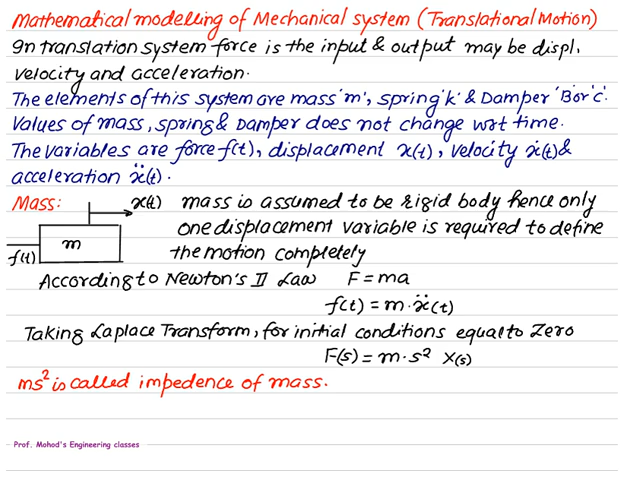 Mathematical modelling of Mechanical system (Translational Motion)
In translation system force is the input & output may be displ,
velocity and acceleration.
The elements of this system are mass 'm', spring 'k' & Damper 'B' or 'c'.
Values of mass, spring & Damper does not change wrt time.
The variables are force f(t), displacement x(t), velocity ẋ(t) &
acceleration ẍ(t).
Mass:
x(t)
m
f(t)
mass is assumed to be rigid body hence only
one displacement variable is required to define
the motion completely
According to Newton's II Law F = ma
f(t) = m·ẍ(t)
Taking Laplace Transform, for initial conditions equal to Zero
F(s) = m·s² X(s)
ms² is called impedence of mass.
Prof. Mohod's Engineering classes